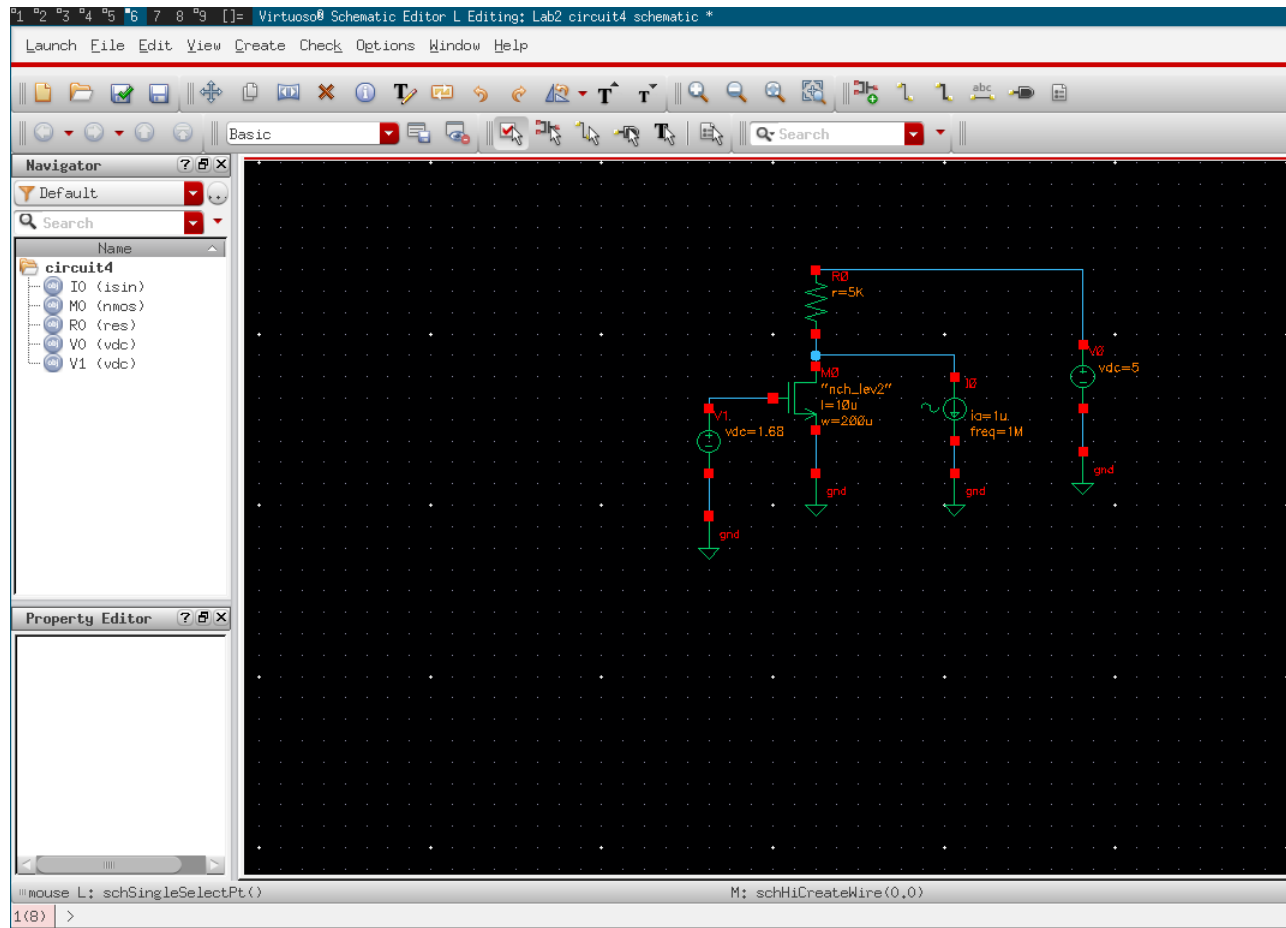 1 2 3 4 5 6 7 8 9 []= Virtuoso® Schematic Editor L Editing: Lab2 circuit4 schematic *
Launch File Edit View Create Check Options Window Help
abc
Basic
Search
Navigator
Default
Search
Name
circuit4
I0 (isin)
M0 (nmos)
R0 (res)
V0 (vdc)
V1 (vdc)
R0
r=5K
V0
vdc=5
gnd
M0
"nch_lev2"
l=10u
w=200u
gnd
I0
ia=1u
freq=1M
gnd
V1
vdc=1.68
gnd
Property Editor
mouse L: schSingleSelectPt()
M: schHiCreateWire(0,0)
1(8) >